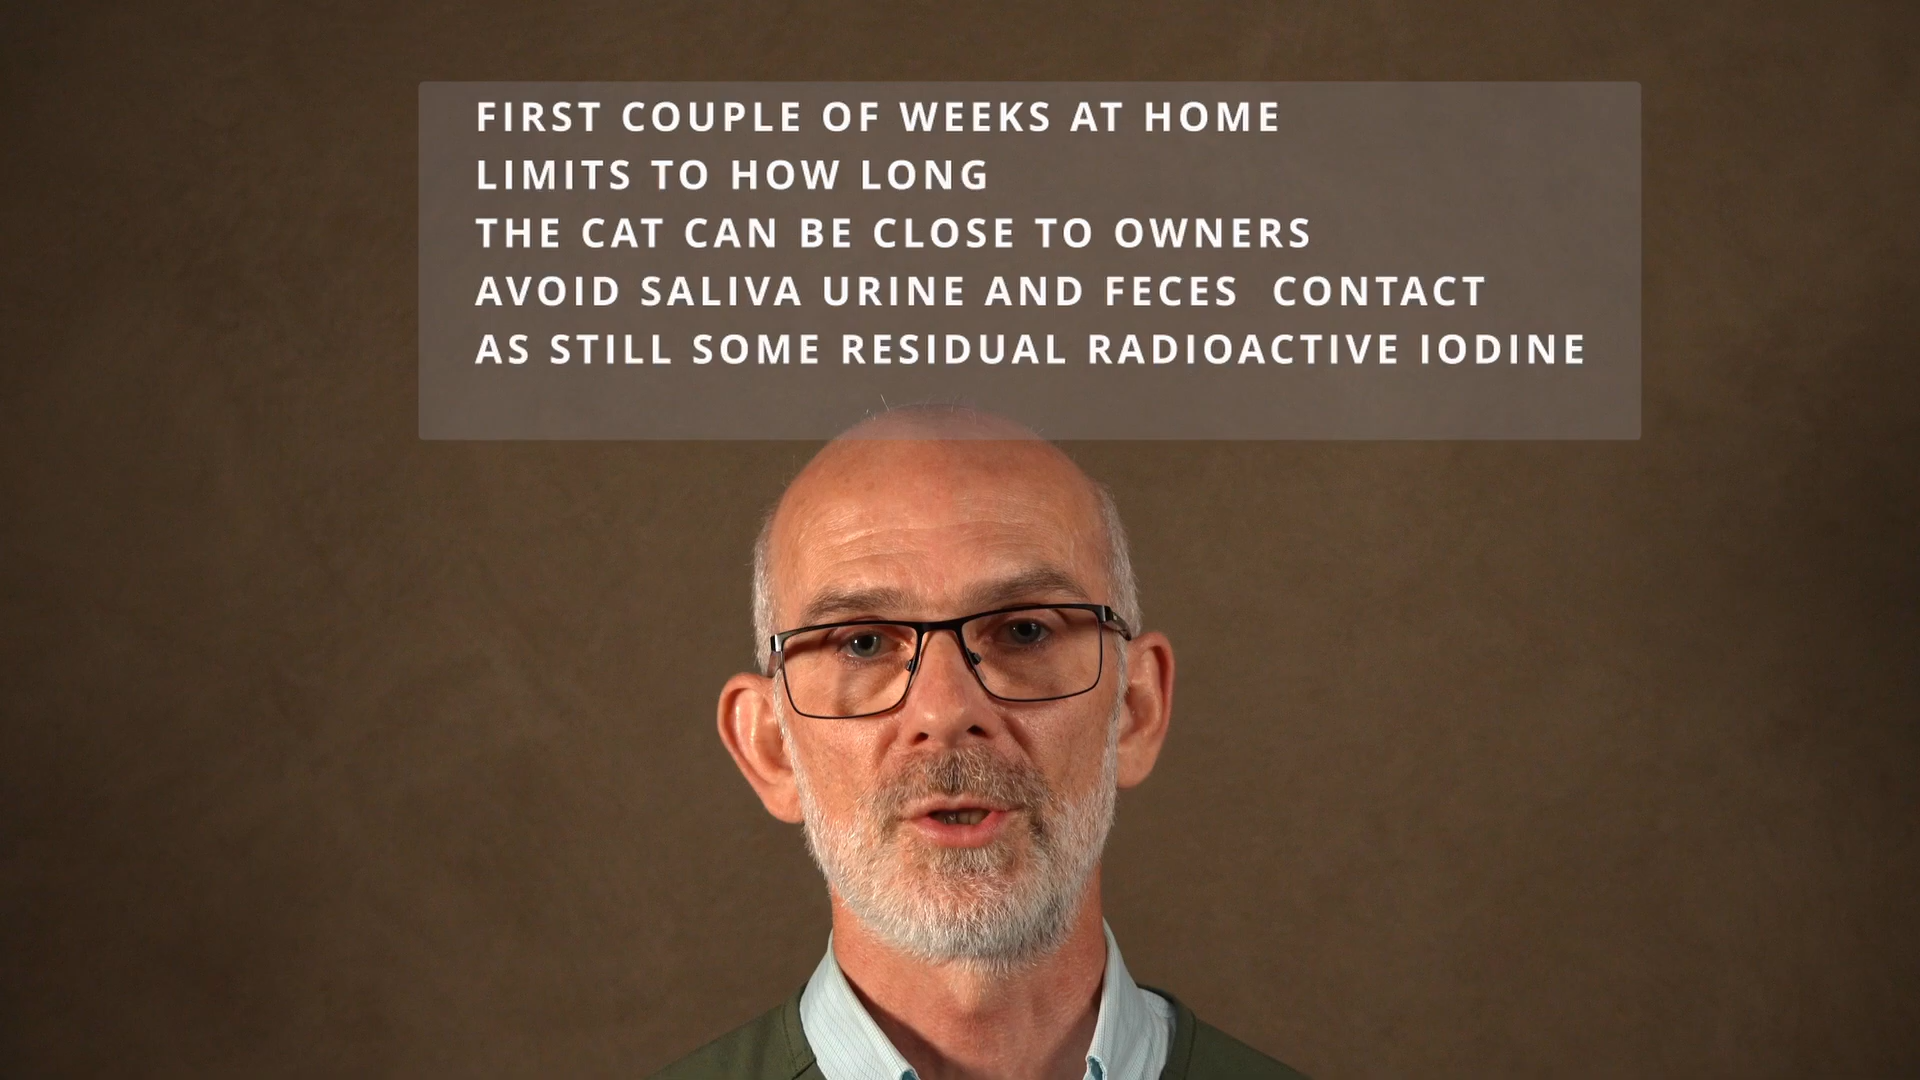 FIRST COUPLE OF WEEKS AT HOME
LIMITS TO HOW LONG
THE CAT CAN BE CLOSE TO OWNERS
AVOID SALIVA URINE AND FECES  CONTACT
AS STILL SOME RESIDUAL RADIOACTIVE IODINE